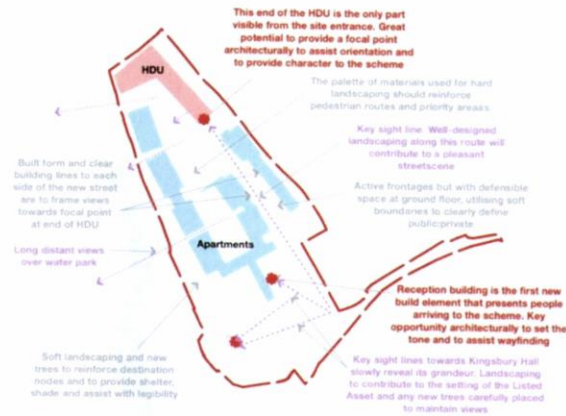 This end of the HDU is the only part
visible from the site entrance. Great
potential to provide a focal point
architecturally to assist orientation and
to provide character to the scheme
HDU
The palette of materials used for hard
landscaping should reinforce
pedestrian routes and priority areas
Key sight line. Well-designed
landscaping along this route will
contribute to a pleasant
streetscene
Built form and clear
building lines to each
side of the new street
are to frame views
towards focal point
at end of HDU
Active frontages but with defensible
space at ground floor, utilising soft
boundaries to clearly define
public:private
Long distant views
over water park
Apartments
Reception building is the first new
build element that presents people
arriving to the scheme. Key
opportunity architecturally to set the
tone and to assist wayfinding
Soft landscaping and new
trees to reinforce destination
nodes and to provide shelter,
shade and assist with legibility
Key sight lines towards Kingsbury Hall
slowly reveal its grandeur. Landscaping
to contribute to the setting of the Listed
Asset and any new trees carefully placed
to maintain views